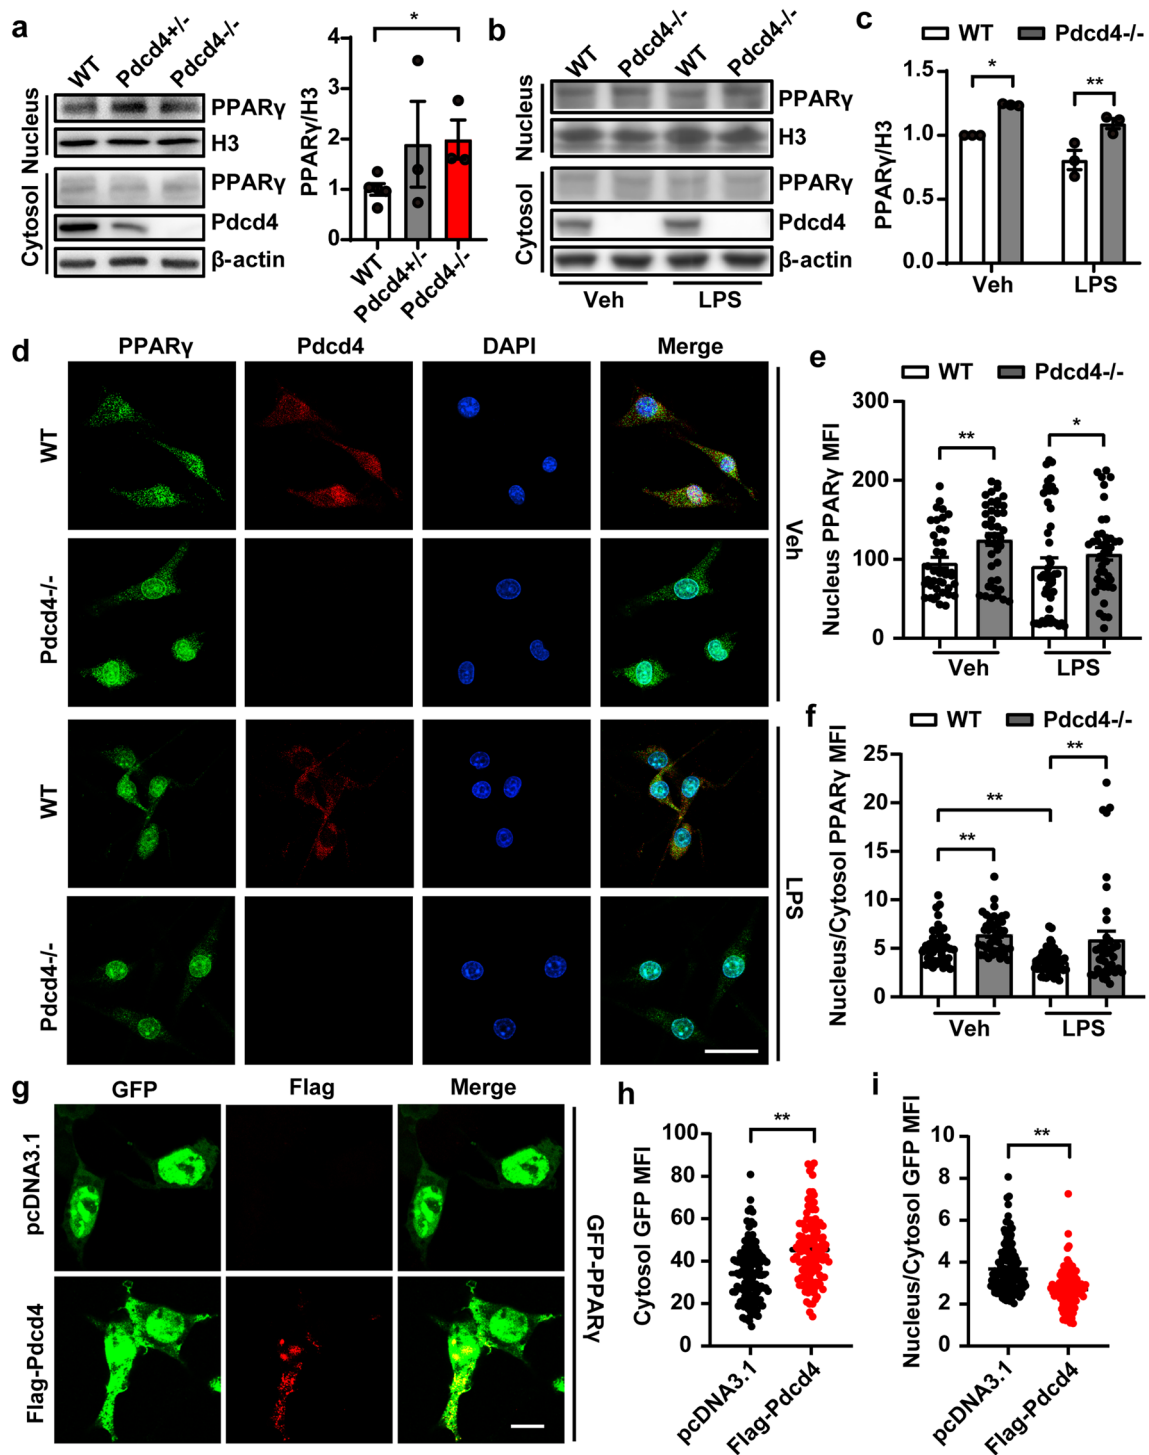 a
WT
Pdcd4+/-
Pdcd4-/-
Nucleus
PPARγ
H3
Cytosol
PPARγ
Pdcd4
β-actin
*
PPARγ/H3
4
3
2
1
0
WT
Pdcd4+/-
Pdcd4-/-
b
WT
Pdcd4-/-
WT
Pdcd4-/-
Nucleus
PPARγ
H3
Cytosol
PPARγ
Pdcd4
β-actin
Veh
LPS
c
WT
Pdcd4-/-
PPARγ/H3
1.5
1.0
0.5
0.0
*
**
Veh
LPS
d
PPARγ
Pdcd4
DAPI
Merge
WT
Pdcd4-/-
Veh
WT
Pdcd4-/-
LPS
e
WT
Pdcd4-/-
Nucleus PPARγ MFI
300
200
100
0
**
*
Veh
LPS
f
WT
Pdcd4-/-
Nucleus/Cytosol PPARγ MFI
25
20
15
10
5
0
**
**
**
Veh
LPS
g
GFP
Flag
Merge
pcDNA3.1
Flag-Pdcd4
GFP-PPARγ
h
Cytosol GFP MFI
100
80
60
40
20
0
**
pcDNA3.1
Flag-Pdcd4
i
Nucleus/Cytosol GFP MFI
10
8
6
4
2
0
**
pcDNA3.1
Flag-Pdcd4